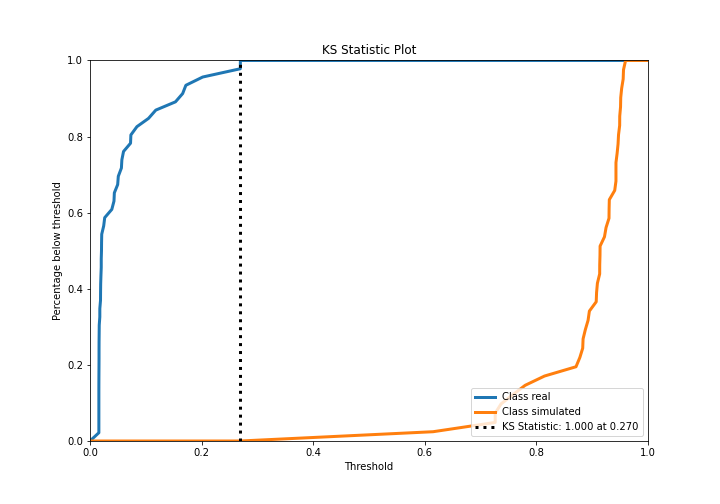 KS Statistic Plot
1.0
0.8
0.6
0.4
0.2
0.0
Percentage below threshold
0.0 0.2 0.4 0.6 0.8 1.0
Threshold
Class real
Class simulated
KS Statistic: 1.000 at 0.270